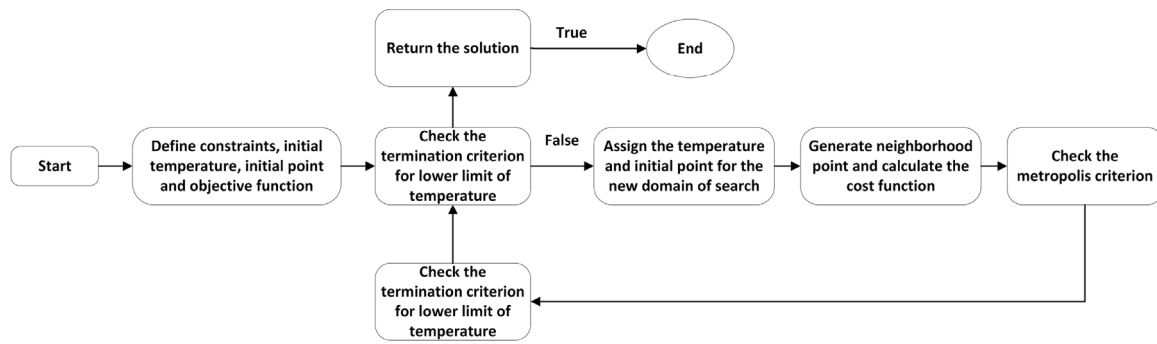 Return the solution
True
End
Start
Define constraints, initial
temperature, initial point
and objective function
Check the
termination criterion
for lower limit of
temperature
False
Assign the temperature
and initial point for the
new domain of search
Generate neighborhood
point and calculate the
cost function
Check the
metropolis criterion
Check the
termination criterion
for lower limit of
temperature